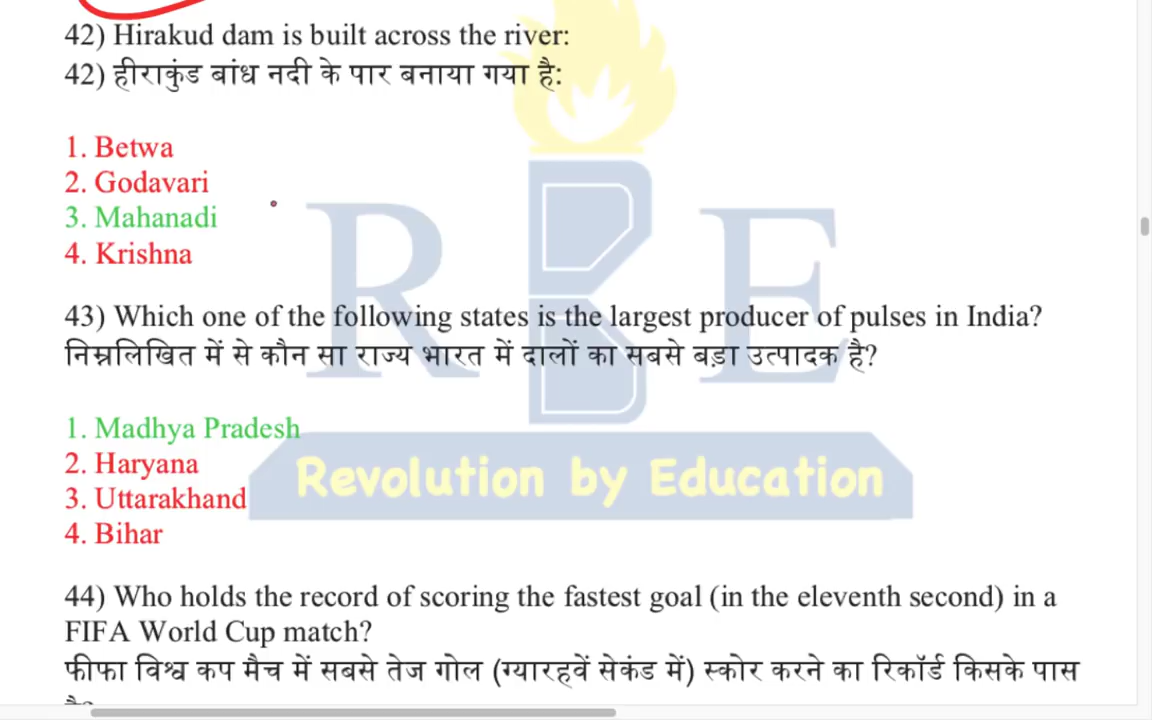 42) Hirakud dam is built across the river:
42) हीराकुंड बांध नदी के पार बनाया गया है:
1. Betwa
2. Godavari
3. Mahanadi
4. Krishna
RBE
43) Which one of the following states is the largest producer of pulses in India?
निम्नलिखित में से कौन सा राज्य भारत में दालों का सबसे बड़ा उत्पादक है?
1. Madhya Pradesh
2. Haryana
Revolution by Education
3. Uttarakhand
4. Bihar
44) Who holds the record of scoring the fastest goal (in the eleventh second) in a
FIFA World Cup match?
फीफा विश्व कप मैच में सबसे तेज गोल (ग्यारहवें सेकंड में) स्कोर करने का रिकॉर्ड किसके पास